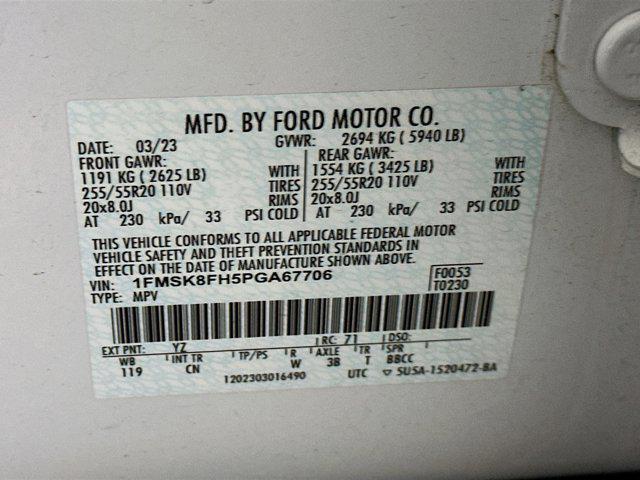 MFD. BY FORD MOTOR CO.
DATE: 03/23 GVWR: 2694 KG ( 5940 LB)
FRONT GAWR: REAR GAWR:
1191 KG ( 2625 LB) WITH 1554 KG ( 3425 LB) WITH
255/55R20 110V TIRES 255/55R20 110V TIRES
20x8.0J RIMS 20x8.0J RIMS
AT 230 kPa/ 33 PSI COLD AT 230 kPa/ 33 PSI COLD
THIS VEHICLE CONFORMS TO ALL APPLICABLE FEDERAL MOTOR
VEHICLE SAFETY AND THEFT PREVENTION STANDARDS IN
EFFECT ON THE DATE OF MANUFACTURE SHOWN ABOVE.
VIN: 1FMSK8FH5PGA67706 F0053
TYPE: MPV T0230
EXT PNT: YZ RC: 71 DSO:
WB INT TR TP/PS R AXLE TR SPR
119 CN W 3B T BBCC
1202303016490 UTC ▽ 5U5A-1520472-BA